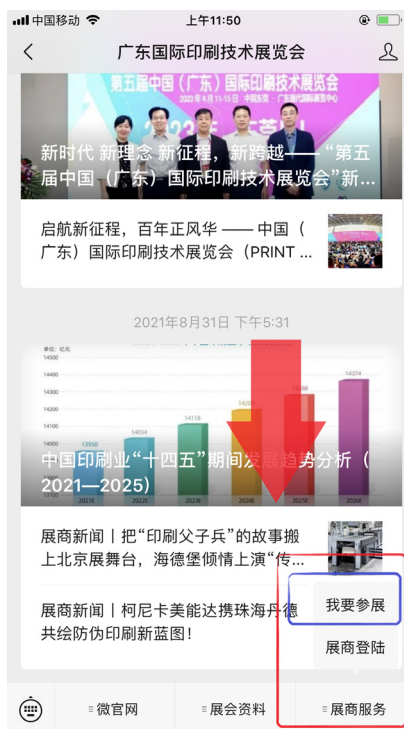 中国移动
上午11:50
广东国际印刷技术展览会
第五届中国（广东）国际印刷技术展览会
新时代 新理念 新征程，新跨越——“第五
届中国（广东）国际印刷技术展览会”新...
启航新征程，百年正风华 —— 中国（
广东）国际印刷技术展览会（PRINT ...
2021年8月31日 下午5:31
单位：亿元
14500
14400
14374
14300
14200
14118
14100
14034
14000
13950
中国印刷业“十四五”期间发展趋势分析（
2021—2025）
2021E
2022E
2023E
2024E
2025E
2026E
展商新闻丨把“印刷父子兵”的故事搬
上北京展舞台，海德堡倾情上演“传...
展商新闻丨柯尼卡美能达携珠海丹德
共绘防伪印刷新蓝图！
我要参展
展商登陆
微官网
展会资料
展商服务